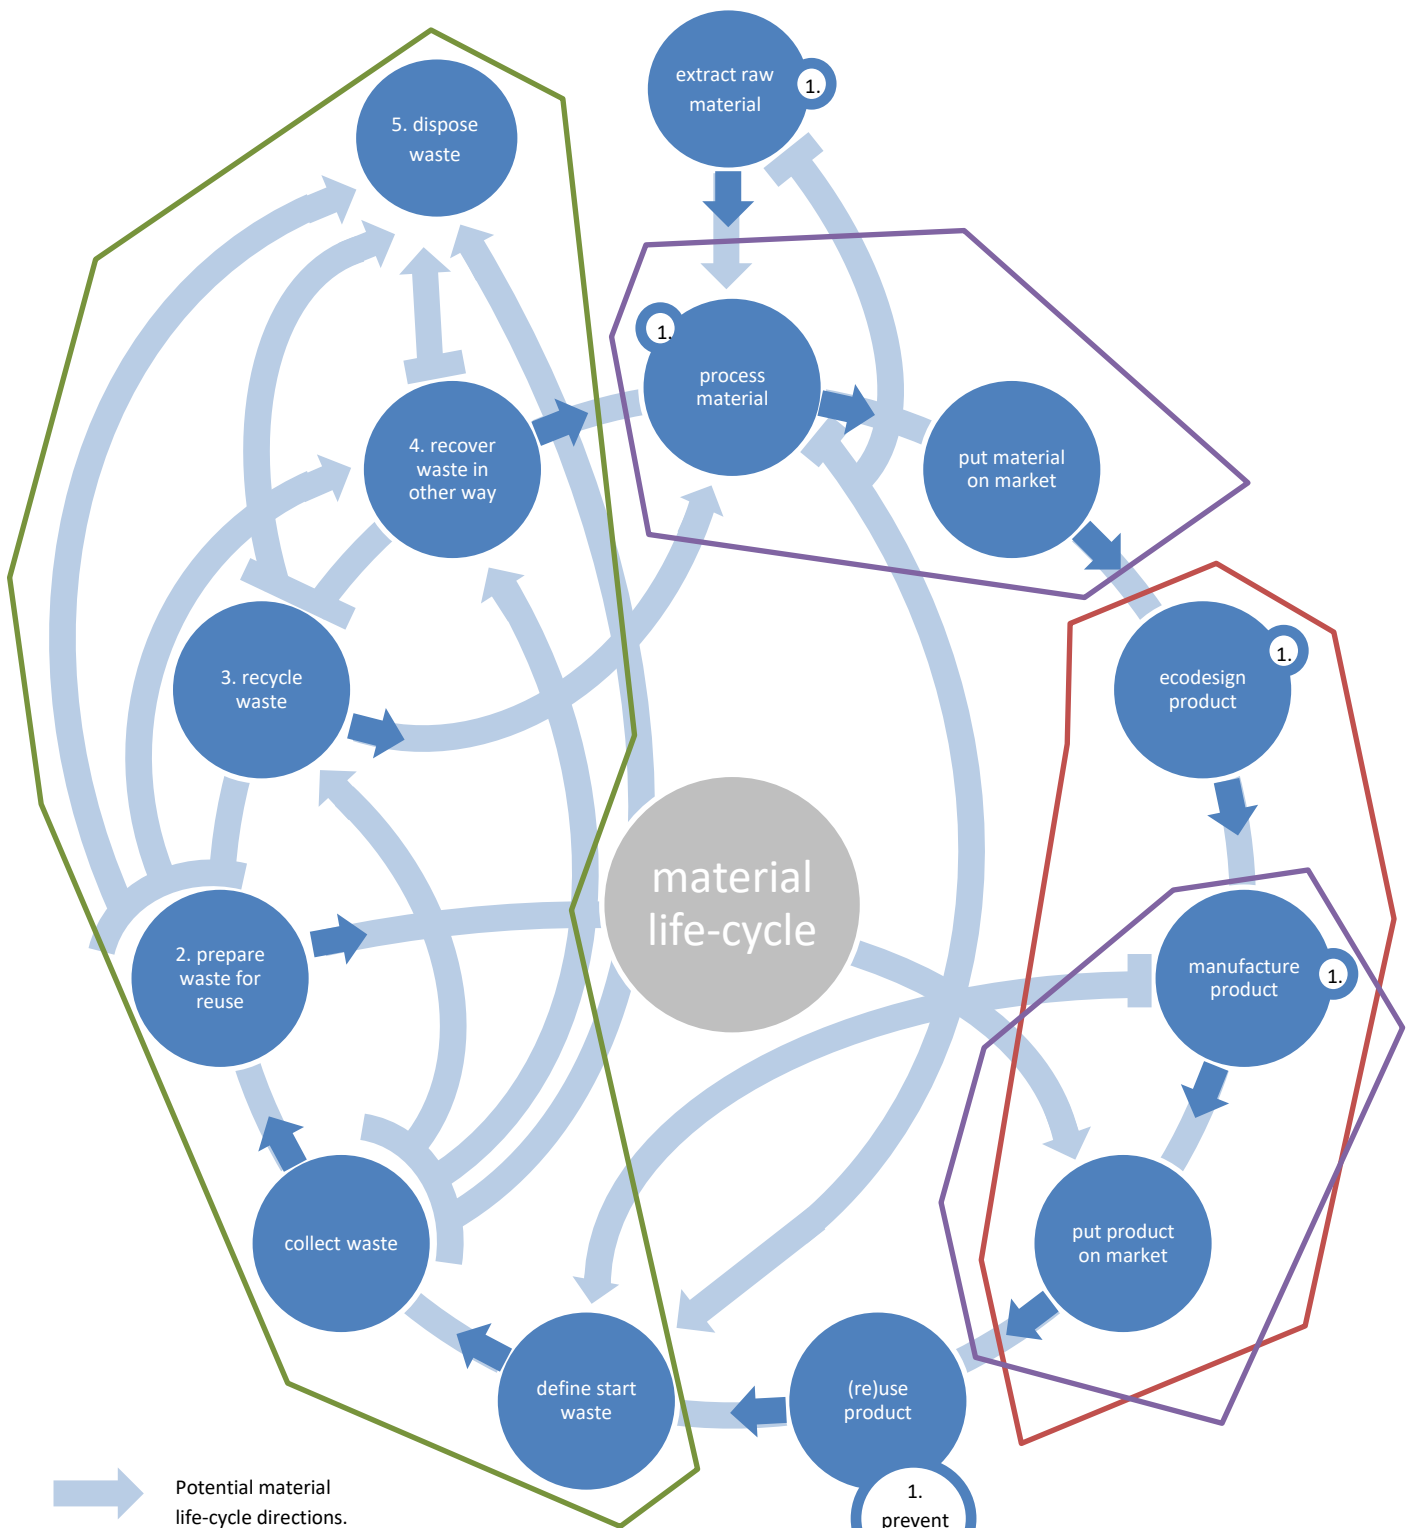 extract raw
material
1.
5. dispose
waste
1.
process
material
4. recover
waste in
other way
put material
on market
3. recycle
waste
ecodesign
product
1.
material
life-cycle
2. prepare
waste for
reuse
manufacture
product
1.
collect waste
put product
on market
define start
waste
(re)use
product
1.
prevent
Potential material
life-cycle directions.